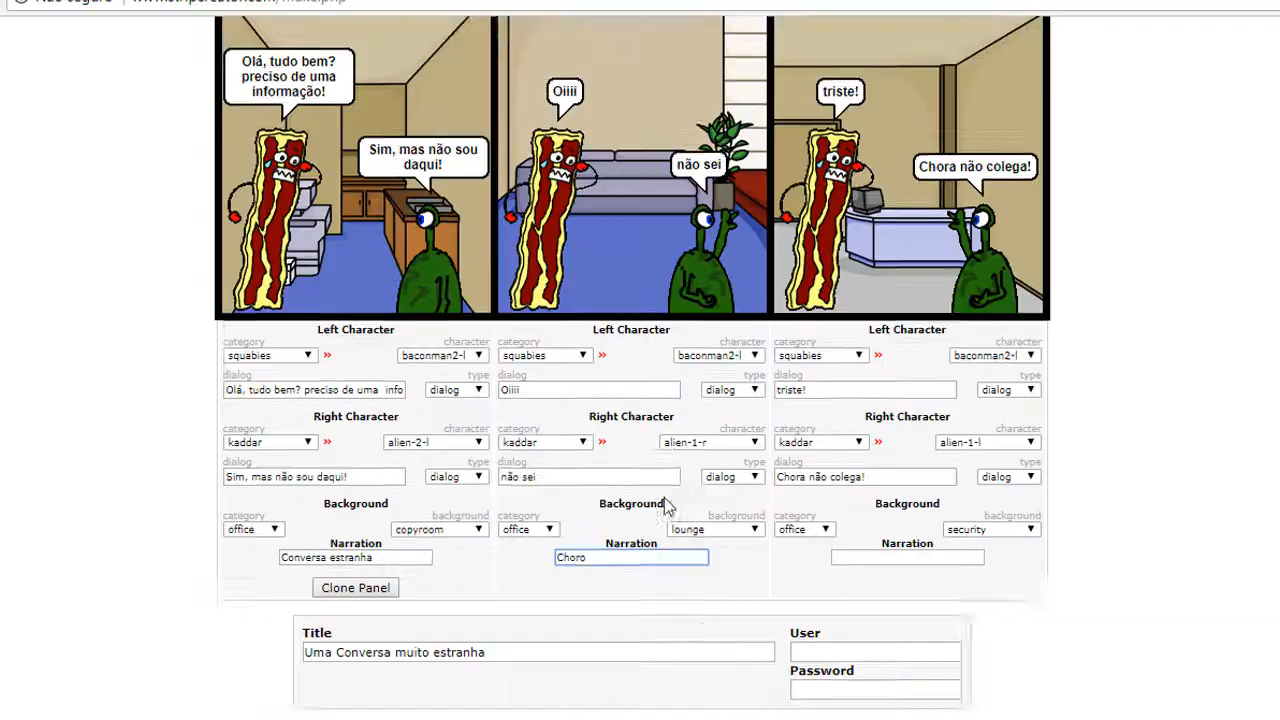 Olá, tudo bem?
preciso de uma
informação!
Sim, mas não sou
daqui!
Oiiii
não sei
triste!
Chora não colega!
Left Character
Left Character
Left Character
category
character
category
character
category
character
squabies
»
baconman2-l
squabies
»
baconman2-l
squabies
»
baconman2-l
dialog
type
dialog
type
dialog
type
Olá, tudo bem? preciso de uma  info
dialog
Oiiii
dialog
triste!
dialog
Right Character
Right Character
Right Character
category
character
category
character
category
character
kaddar
»
alien-2-l
kaddar
»
alien-1-r
kaddar
»
alien-1-l
dialog
type
dialog
type
dialog
type
Sim, mas não sou daqui!
dialog
não sei
dialog
Chora não colega!
dialog
Background
Background
Background
category
background
category
background
category
background
office
copyroom
office
lounge
office
security
Narration
Narration
Narration
Conversa estranha
Choro
Clone Panel
Title
User
Uma Conversa muito estranha
Password